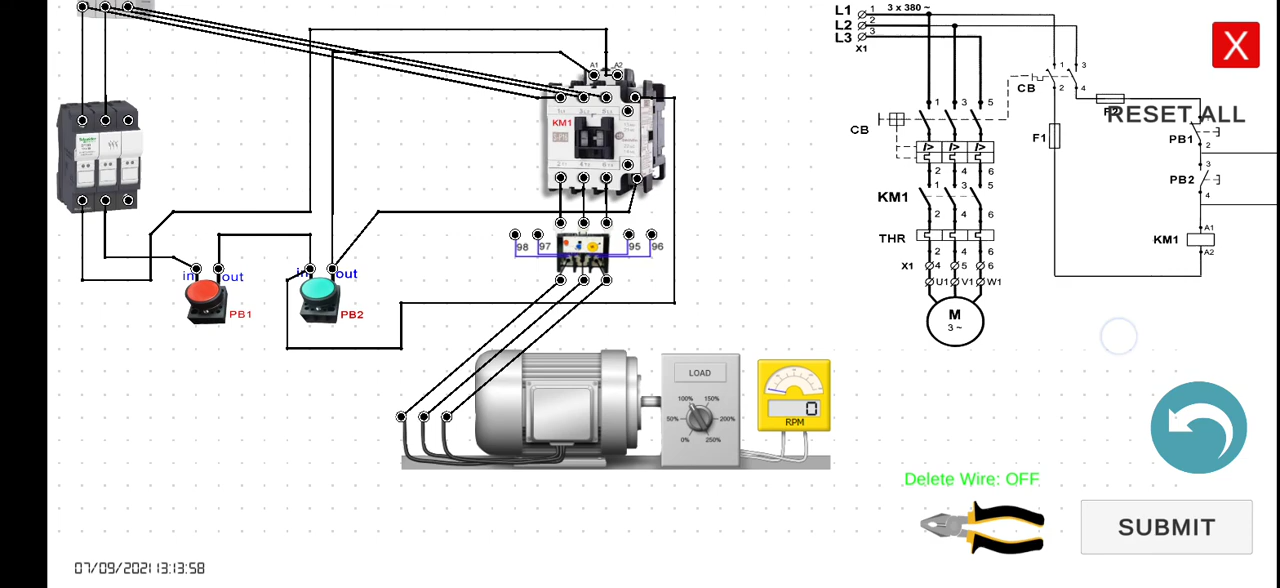 L1 1 3 x 380 ~
L2 2
L3 3
X1
X
A1 A2
KM1
98 97 95 96
in out
PB1
in out
PB2
LOAD
100% 150%
50% 200%
0% 250%
0
RPM
1 3
CB
2 4
RESET ALL
F1
PB1
2
3
PB2
4
A1
KM1
A2
CB
1 3 5
I> I> I>
2 4 6
KM1
1 3 5
2 4 6
THR
2 4 6
X1 4 5 6
U1 V1 W1
M
3 ~
Delete Wire: OFF
SUBMIT
07/09/2021 13:13:58